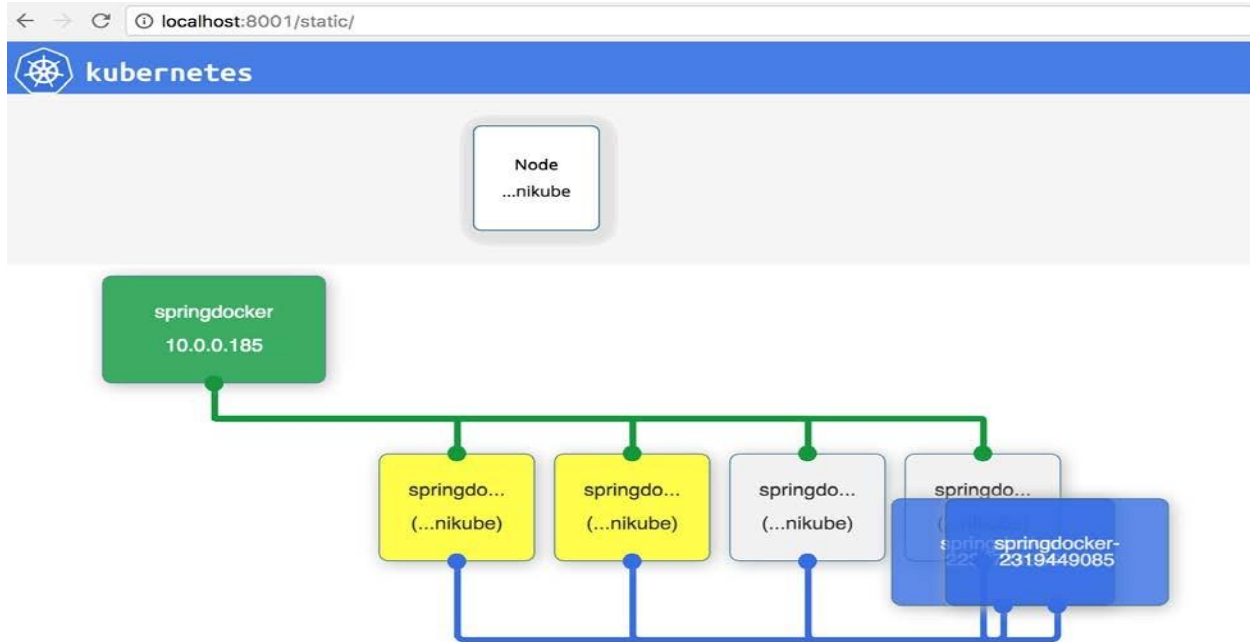 localhost:8001/static/
kubernetes
Node
...nikube
springdocker
10.0.0.185
springdo...
(...nikube)
springdo...
(...nikube)
springdo...
(...nikube)
springdo...
springdocker-
2319449085